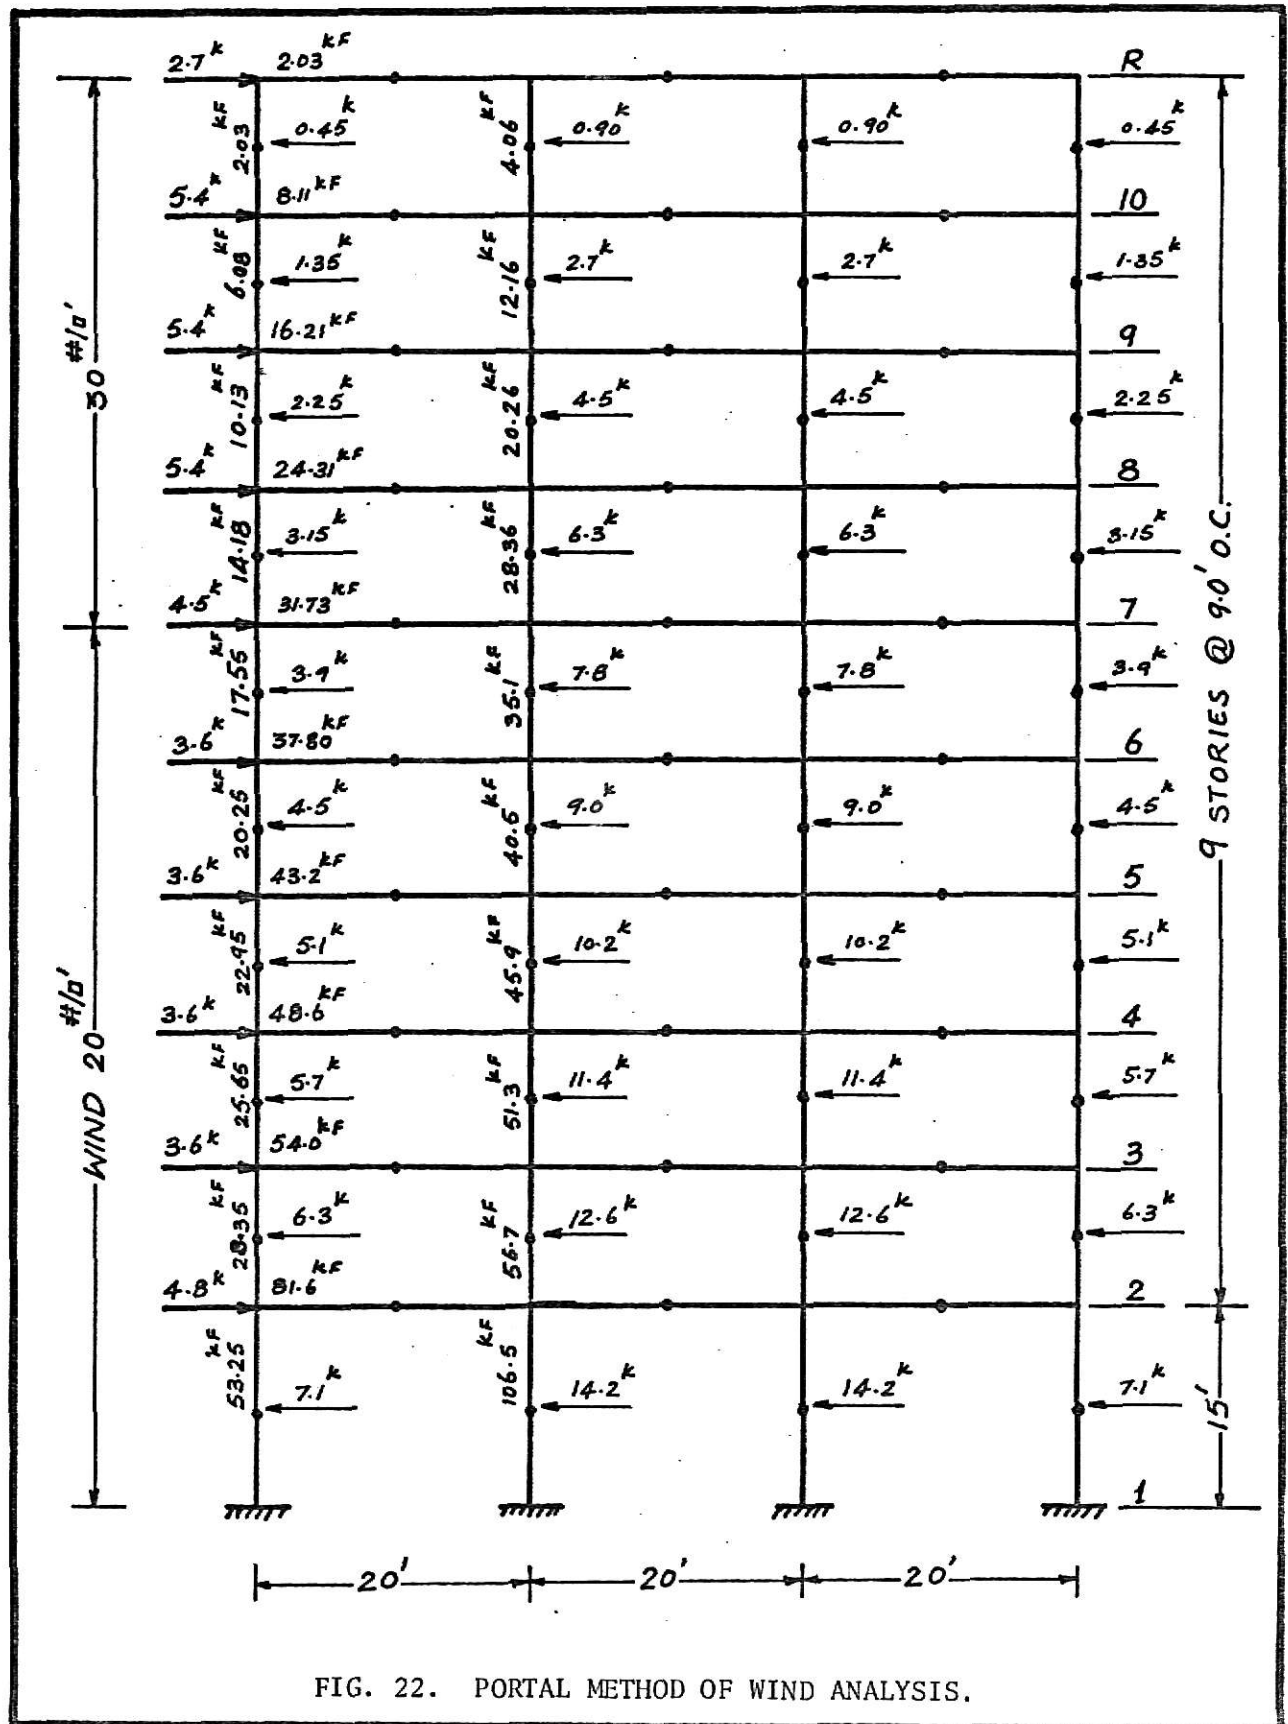 2.7k 2.03KF R
2.03KF 0.45k 4.06KF 0.90k 0.90k 0.45k
5.4k 8.11KF 10
6.08KF 1.35k 12.16KF 2.7k 2.7k 1.35k
5.4k 16.21KF 9
30 #/□'
10.13KF 2.25k 20.26KF 4.5k 4.5k 2.25k
5.4k 24.31KF 8
14.18KF 3.15k 28.36KF 6.3k 6.3k 3.15k
4.5k 31.73KF 7
17.55KF 3.9k 35.1KF 7.8k 7.8k 3.9k
3.6k 37.80KF 6
9 STORIES @ 9.0' O.C.
20.25KF 4.5k 40.5KF 9.0k 9.0k 4.5k
3.6k 43.2KF 5
22.95KF 5.1k 45.9KF 10.2k 10.2k 5.1k
3.6k 48.6KF 4
WIND 20 #/□'
25.65KF 5.7k 51.3KF 11.4k 11.4k 5.7k
3.6k 54.0KF 3
28.35KF 6.3k 56.7KF 12.6k 12.6k 6.3k
4.8k 81.6KF 2
53.25KF 7.1k 106.5KF 14.2k 14.2k 7.1k
15'
1
20' 20' 20'
FIG. 22. PORTAL METHOD OF WIND ANALYSIS.